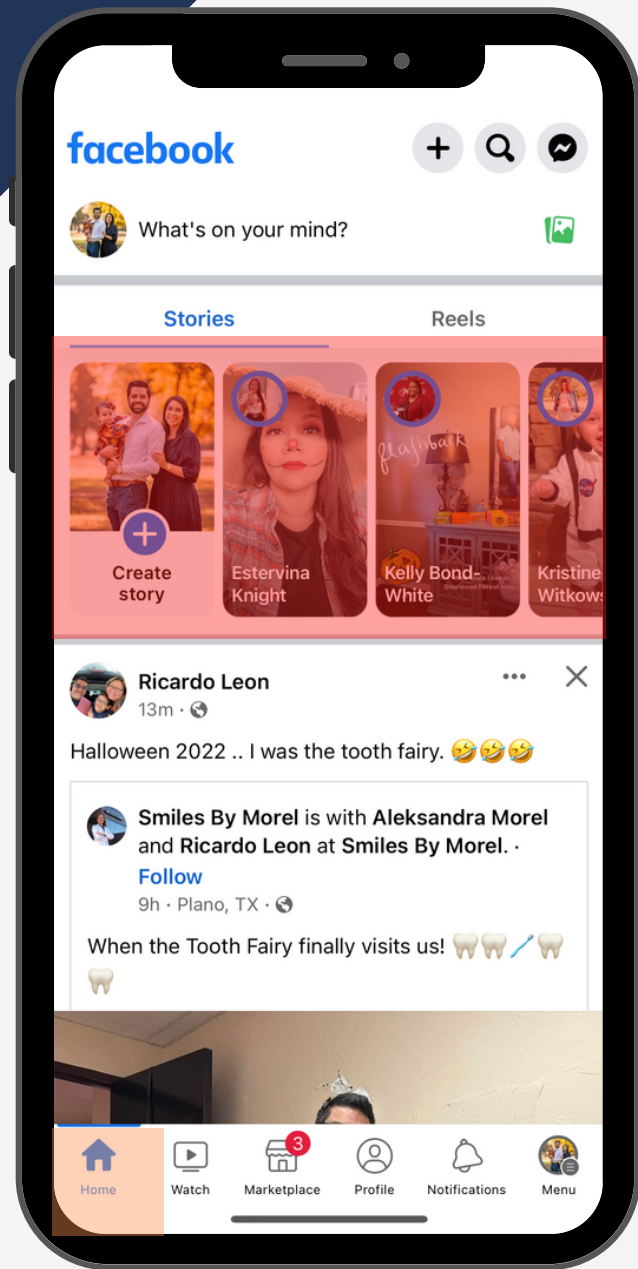 facebook
What's on your mind?
Stories Reels
flashback
Create
story
Estervina
Knight
Kelly Bond-
White
Kristine
Witkows
Ricardo Leon
13m ·
Halloween 2022 .. I was the tooth fairy. 🤣🤣🤣
Smiles By Morel is with Aleksandra Morel
and Ricardo Leon at Smiles By Morel. ·
Follow
9h · Plano, TX ·
When the Tooth Fairy finally visits us! 🦷🦷🪥🦷
🦷
3
Home Watch Marketplace Profile Notifications Menu